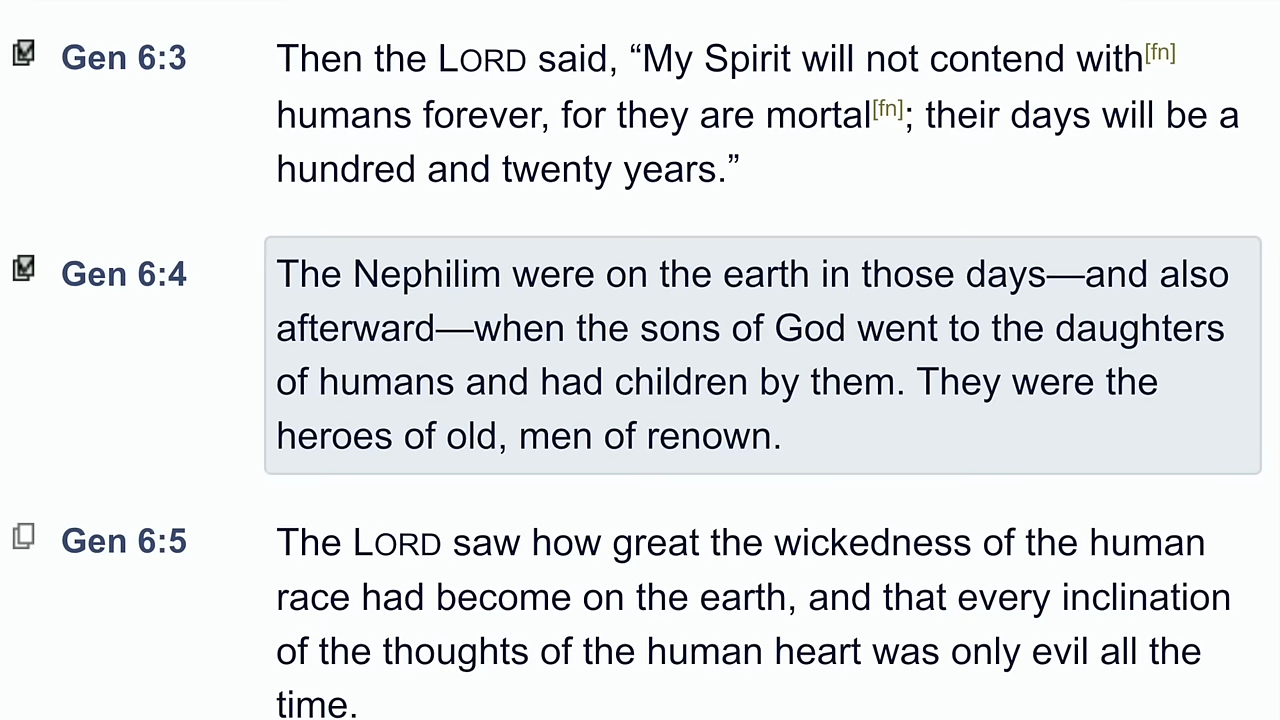 Gen 6:3 Then the LORD said, “My Spirit will not contend with[fn]
humans forever, for they are mortal[fn]; their days will be a
hundred and twenty years.”
Gen 6:4 The Nephilim were on the earth in those days—and also
afterward—when the sons of God went to the daughters
of humans and had children by them. They were the
heroes of old, men of renown.
Gen 6:5 The LORD saw how great the wickedness of the human
race had become on the earth, and that every inclination
of the thoughts of the human heart was only evil all the
time.